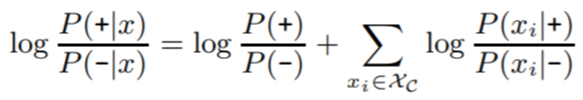 log P(+|x) / P(−|x) = log P(+) / P(−) + ∑_{x_i∈𝒳_C} log P(x_i|+) / P(x_i|−)